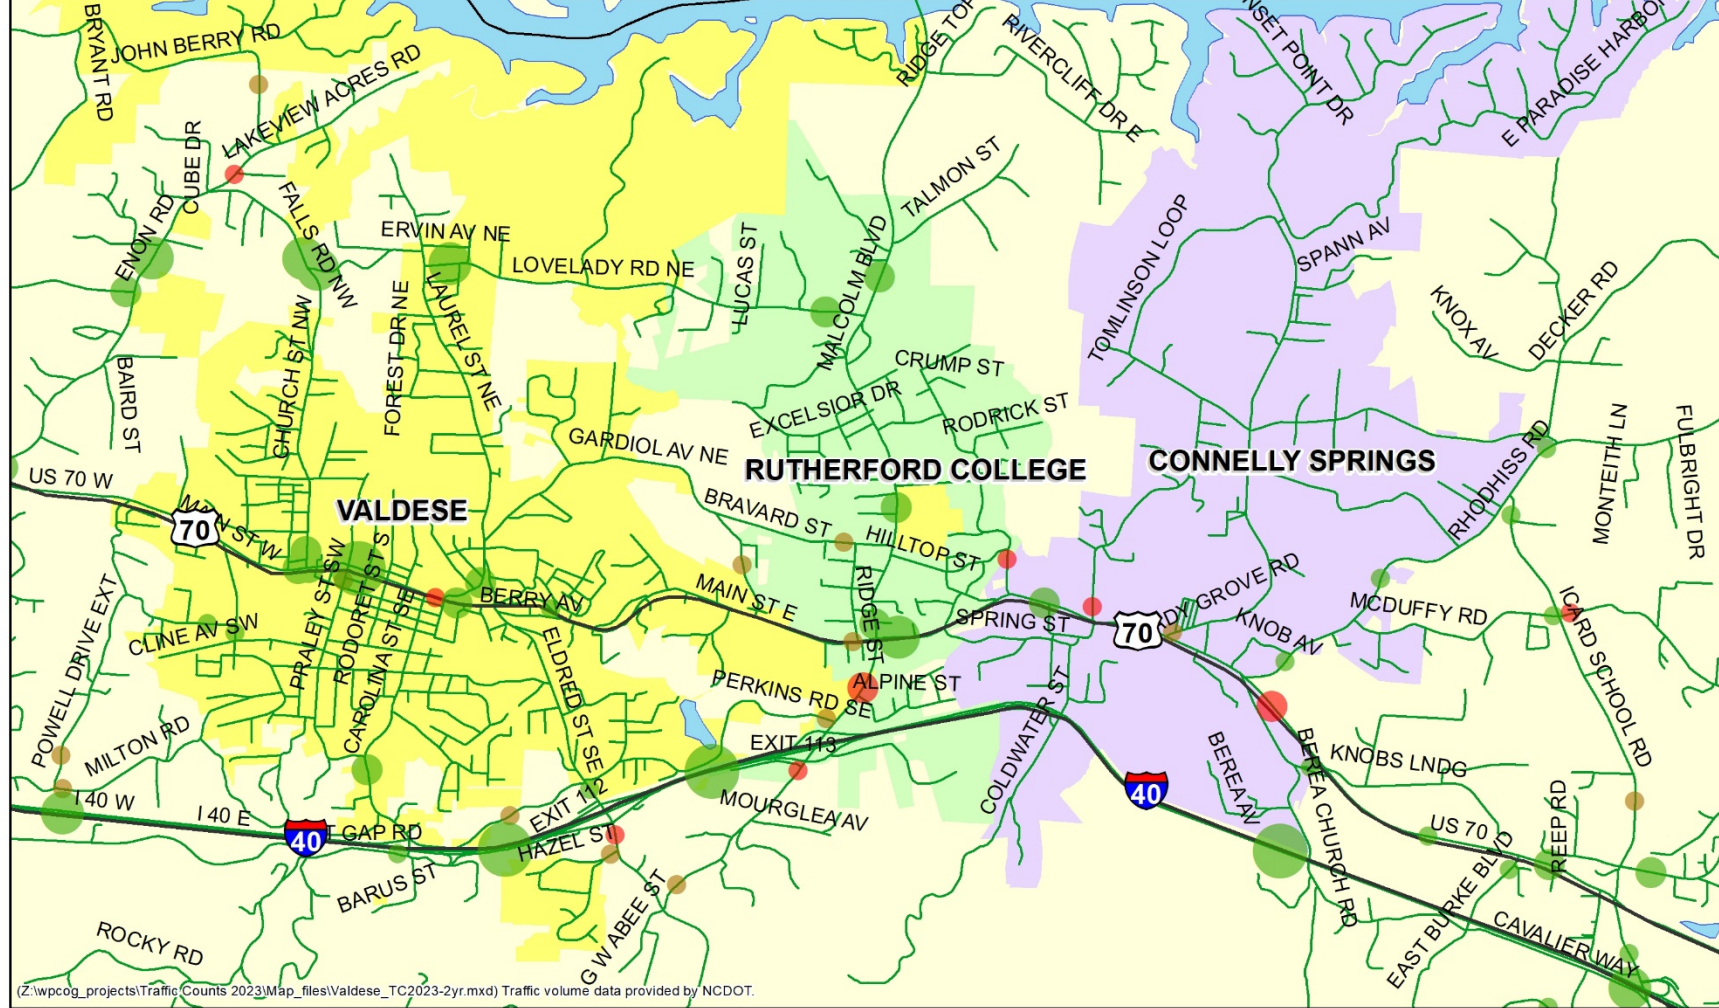 BRYANT RD
JOHN BERRY RD
LAKEVIEW ACRES RD
CUBE DR
RIDGE TOP
RIVERCLIFF DR E
NSET POINT DR
E PARADISE HARBOR
ENON RD
FALLS RD NW
ERVIN AV NE
LOVELADY RD NE
LUCAS ST
MALCOLM BLVD
TALMON ST
TOMLINSON LOOP
SPANN AV
KNOX AV
DECKER RD
BAIRD ST
CHURCH ST NW
FOREST DR NE
LAUREL ST NE
CRUMP ST
EXCELSIOR DR
RODRICK ST
GARDIOL AV NE
RUTHERFORD COLLEGE
CONNELLY SPRINGS
RHODHISS RD
MONTEITH LN
FULBRIGHT DR
US 70 W
70
MAIN ST W
VALDESE
BRAVARD ST
HILLTOP ST
PRALEY ST SW
RODORET ST S
CAROLINA ST SE
BERRY AV
MAIN ST E
RIDGE ST
SPRING ST
70
DY GROVE RD
KNOB AV
MCDUFFY RD
ICARD SCHOOL RD
CLINE AV SW
POWELL DRIVE EXT
MILTON RD
ELDRED ST SE
PERKINS RD SE
ALPINE ST
EXIT 113
COLDWATER ST
BEREA AV
BEREA CHURCH RD
KNOBS LNDG
I 40 W
I 40 E
40
T GAP RD
EXIT 112
HAZEL ST
MOURGLEA AV
40
US 70
REEP RD
EAST BURKE BLVD
CAVALIER WAY
BARUS ST
G W ABEE ST
ROCKY RD
(Z:\wpcog_projects\Traffic Counts 2023\Map_files\Valdese_TC2023-2yr.mxd) Traffic volume data provided by NCDOT.